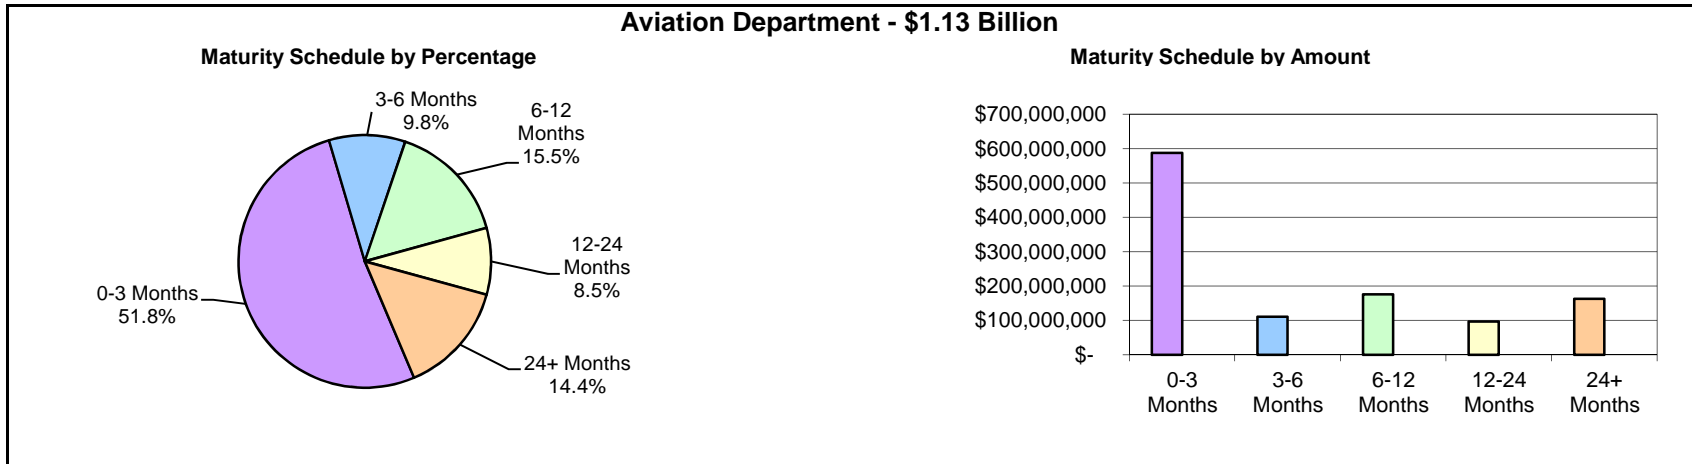 Aviation Department - $1.13 Billion
Maturity Schedule by Percentage
3-6 Months
9.8%
6-12
Months
15.5%
12-24
Months
8.5%
24+ Months
14.4%
0-3 Months
51.8%
Maturity Schedule by Amount
$700,000,000
$600,000,000
$500,000,000
$400,000,000
$300,000,000
$200,000,000
$100,000,000
$-
0-3
Months
3-6
Months
6-12
Months
12-24
Months
24+
Months